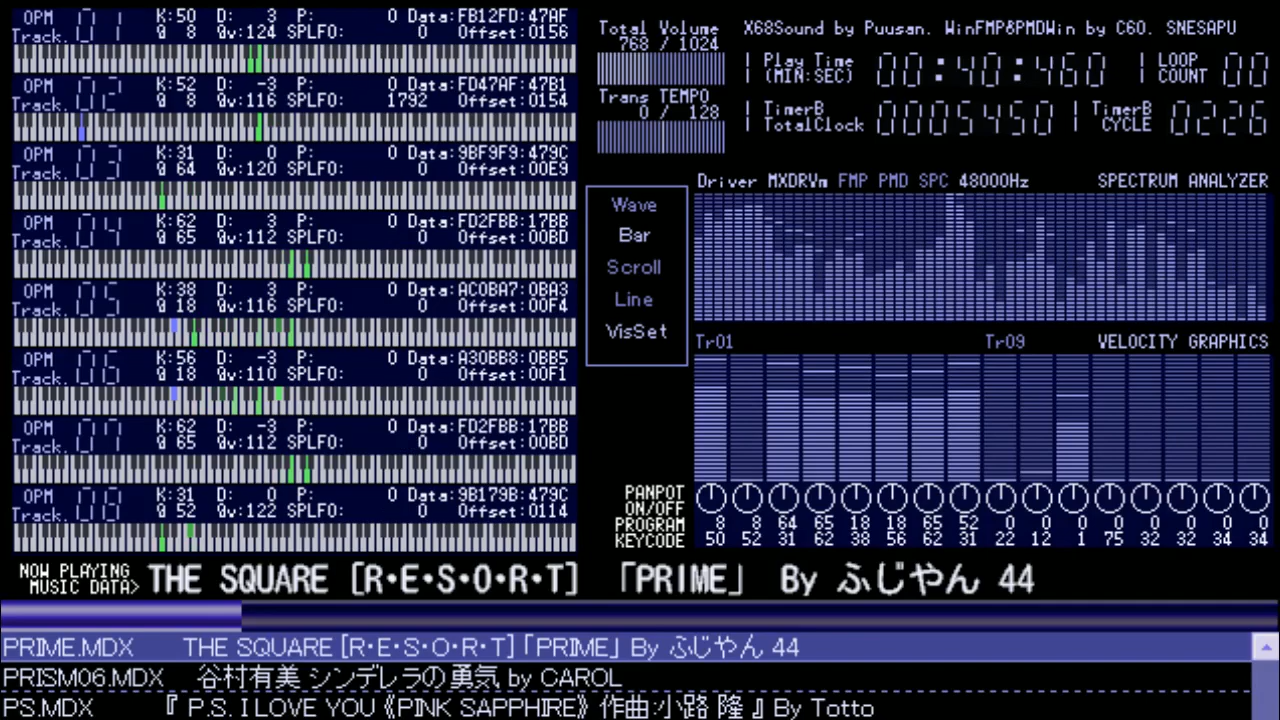 OPM Track. 01 K:50 D: 3 P: 0 Data:FB12FD:47AF
@ 8 @v:124 SPLFO: 0 Offset:0156
OPM Track. 02 K:52 D: -3 P: 0 Data:FD47AF:47B1
@ 8 @v:116 SPLFO: 1792 Offset:0154
OPM Track. 03 K:31 D: 0 P: 0 Data:9BF9F9:479C
@ 64 @v:120 SPLFO: 0 Offset:00E9
OPM Track. 04 K:62 D: 3 P: 0 Data:FD2FBB:17BB
@ 65 @v:112 SPLFO: 0 Offset:00BD
OPM Track. 05 K:38 D: 3 P: 0 Data:AC0BA7:0BA3
@ 18 @v:116 SPLFO: 0 Offset:00F4
OPM Track. 06 K:56 D: -3 P: 0 Data:A30BB8:0BB5
@ 18 @v:110 SPLFO: 0 Offset:00F1
OPM Track. 07 K:62 D: -3 P: 0 Data:FD2FBB:17BB
@ 65 @v:112 SPLFO: 0 Offset:00BD
OPM Track. 08 K:31 D: 0 P: 0 Data:9B179B:479C
@ 52 @v:122 SPLFO: 0 Offset:0114
Total Volume
768 / 1024
Trans TEMPO
0 / 128
X68Sound by Puusan. WinFMP&PMDWin by C60. SNESAPU
Play Time (MIN:SEC) 00:40:460 LOOP COUNT 00
TimerB TotalClock 0005450 TimerB CYCLE 0226
Driver MXDRVm FMP PMD SPC 48000Hz SPECTRUM ANALYZER
Wave
Bar
Scroll
Line
VisSet
Tr01 Tr09 VELOCITY GRAPHICS
PANPOT
ON/OFF
PROGRAM 8 8 64 65 18 18 65 52 0 0 0 0 0 0 0 0
KEYCODE 50 52 31 62 38 56 62 31 22 12 1 75 32 32 34 34
NOW PLAYING MUSIC DATA> THE SQUARE [R・E・S・O・R・T] 「PRIME」 By ふじやん 44
PRIME.MDX THE SQUARE [R・E・S・O・R・T] 「PRIME」 By ふじやん 44
PRISM06.MDX 谷村有美 シンデレラの勇気 by CAROL
PS.MDX 『 P.S. I LOVE YOU 《PINK SAPPHIRE》 作曲:小路 隆 』 By Totto